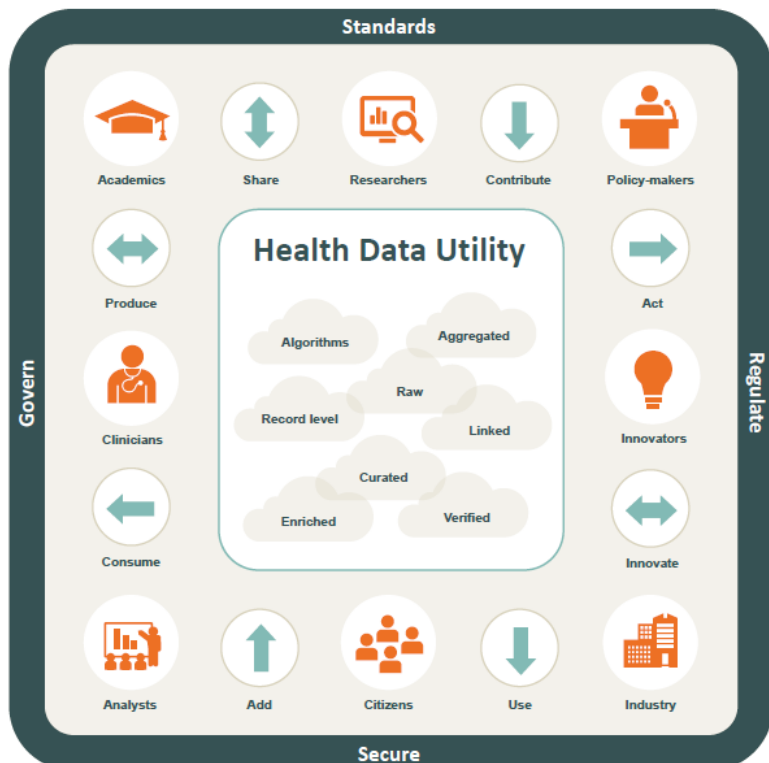 Standards
Academics
Share
Researchers
Contribute
Policy-makers
Produce
Health Data Utility
Act
Algorithms
Aggregated
Raw
Record level
Linked
Curated
Enriched
Verified
Govern
Regulate
Clinicians
Innovators
Consume
Innovate
Analysts
Add
Citizens
Use
Industry
Secure